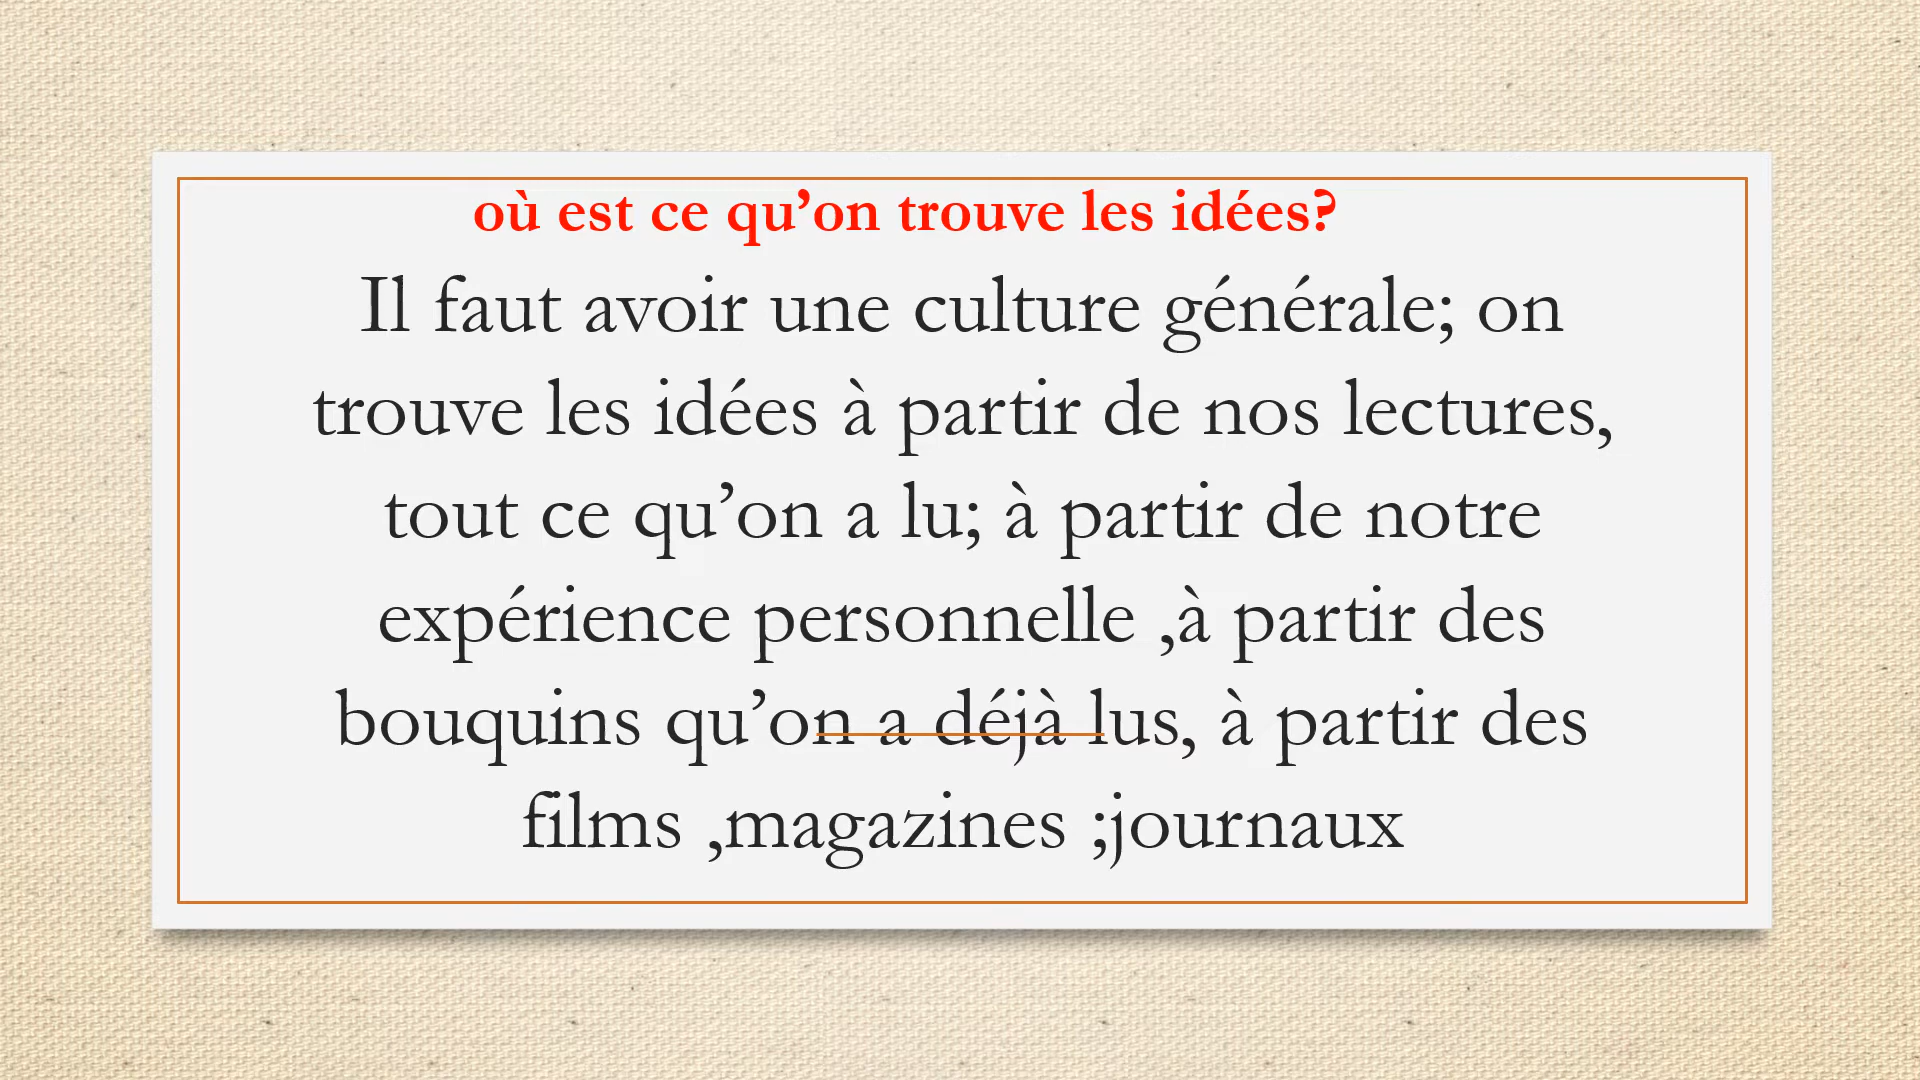 où est ce qu’on trouve les idées?
Il faut avoir une culture générale; on
trouve les idées à partir de nos lectures,
tout ce qu’on a lu; à partir de notre
expérience personnelle ,à partir des
bouquins qu’on a déjà lus, à partir des
films ,magazines ;journaux